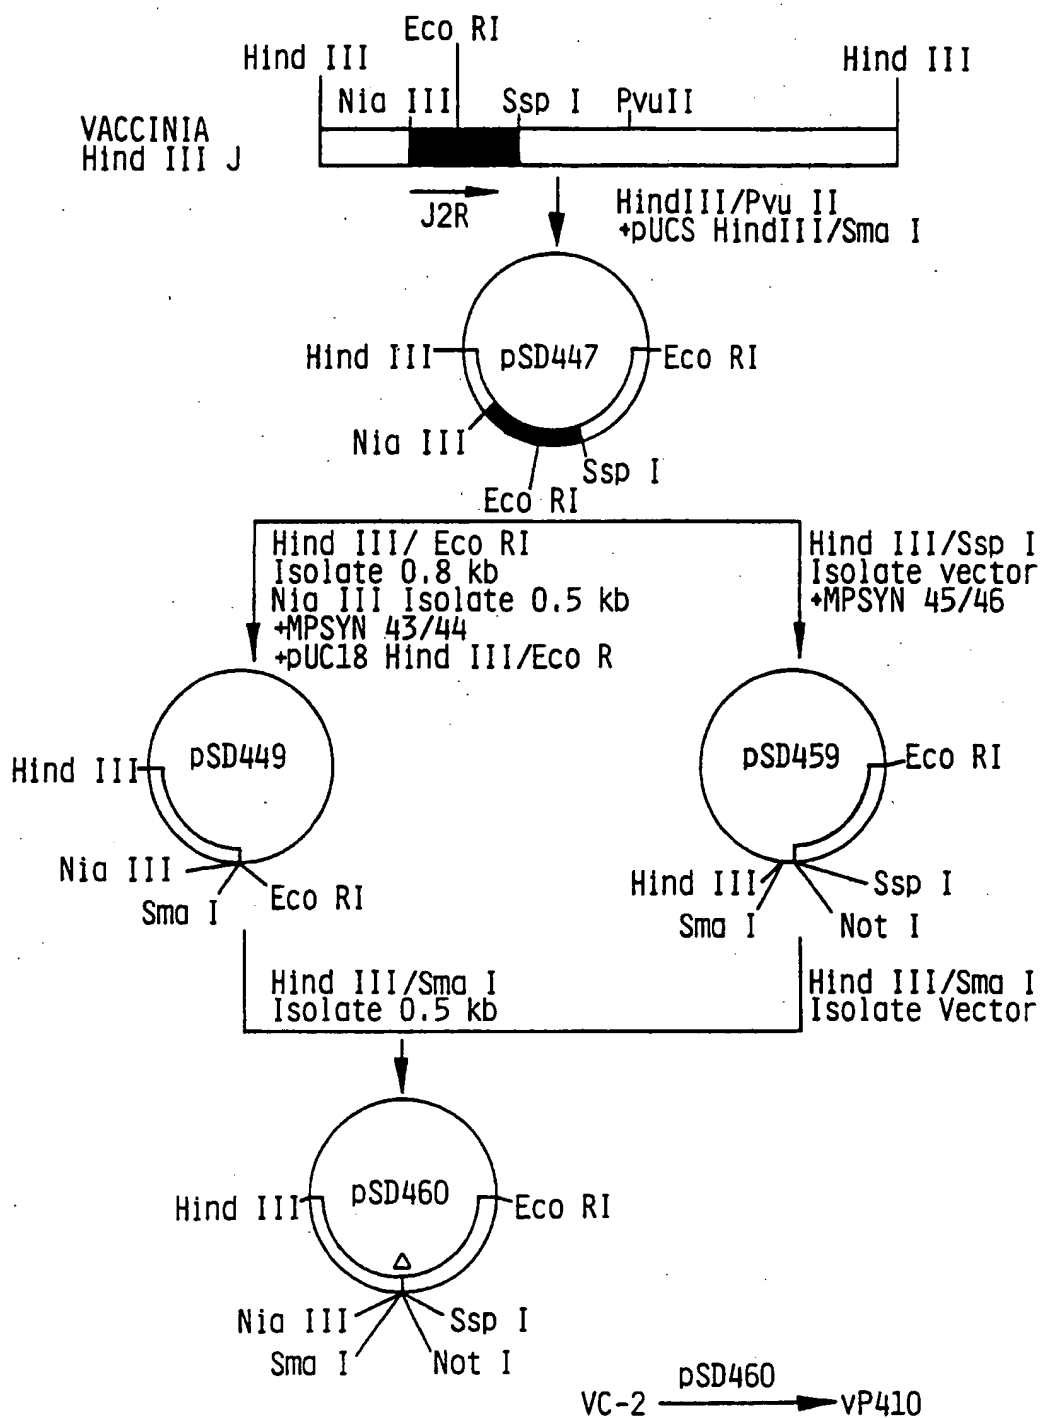 Eco RI
Hind III
Hind III
Nia III
Ssp I
PvuII
VACCINIA
Hind III J
J2R
HindIII/Pvu II
+pUCS HindIII/Sma I
Hind III
pSD447
Eco RI
Nia III
Ssp I
Eco RI
Hind III/ Eco RI
Isolate 0.8 kb
Nia III Isolate 0.5 kb
+MPSYN 43/44
+pUC18 Hind III/Eco R
Hind III/Ssp I
Isolate vector
+MPSYN 45/46
pSD449
Hind III
Nia III
Sma I
Eco RI
pSD459
Eco RI
Hind III
Sma I
Ssp I
Not I
Hind III/Sma I
Isolate 0.5 kb
Hind III/Sma I
Isolate Vector
Hind III
pSD460
Eco RI
Δ
Nia III
Ssp I
Sma I
Not I
pSD460
VC-2
vP410